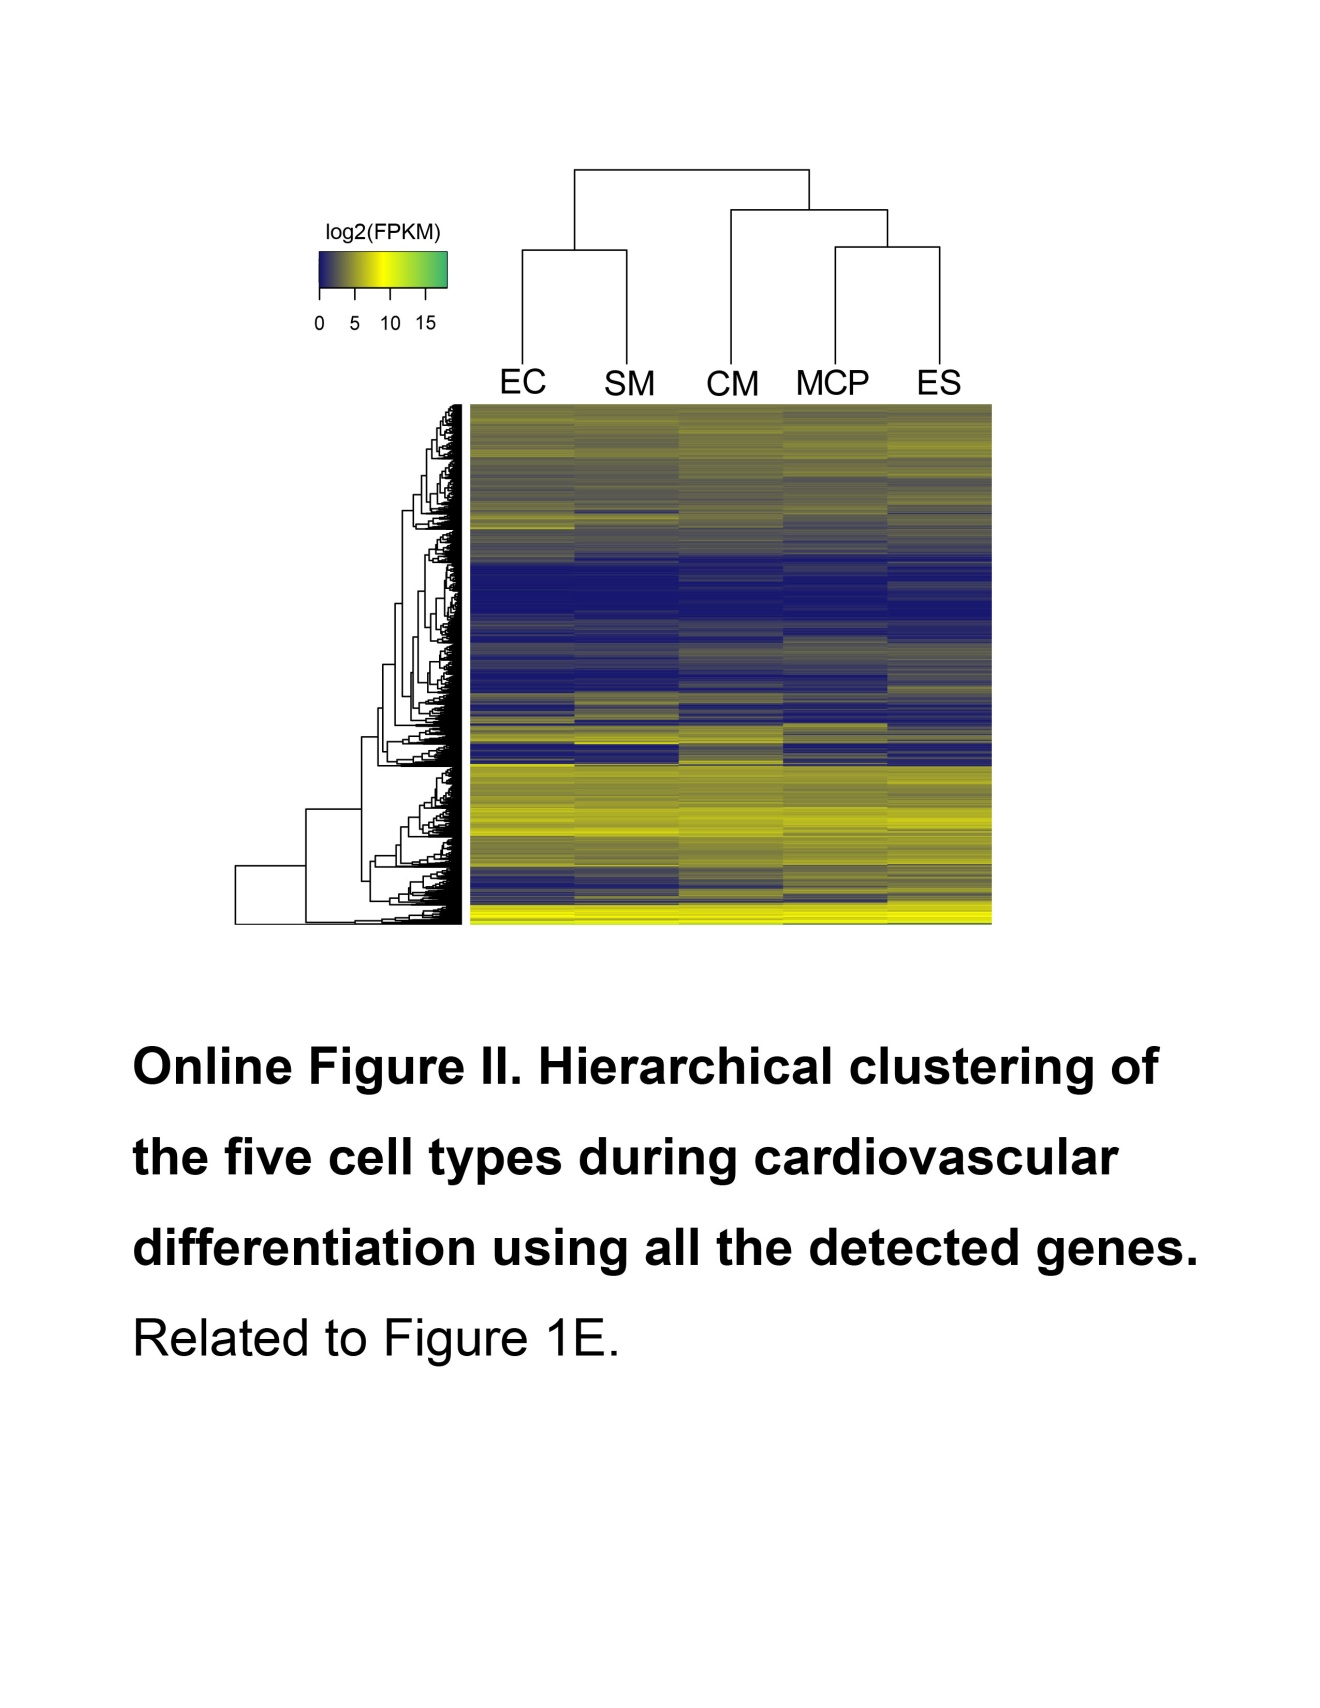 log2(FPKM)
0 5 10 15
EC SM CM MCP ES
Online Figure II. Hierarchical clustering of
the five cell types during cardiovascular
differentiation using all the detected genes.
Related to Figure 1E.